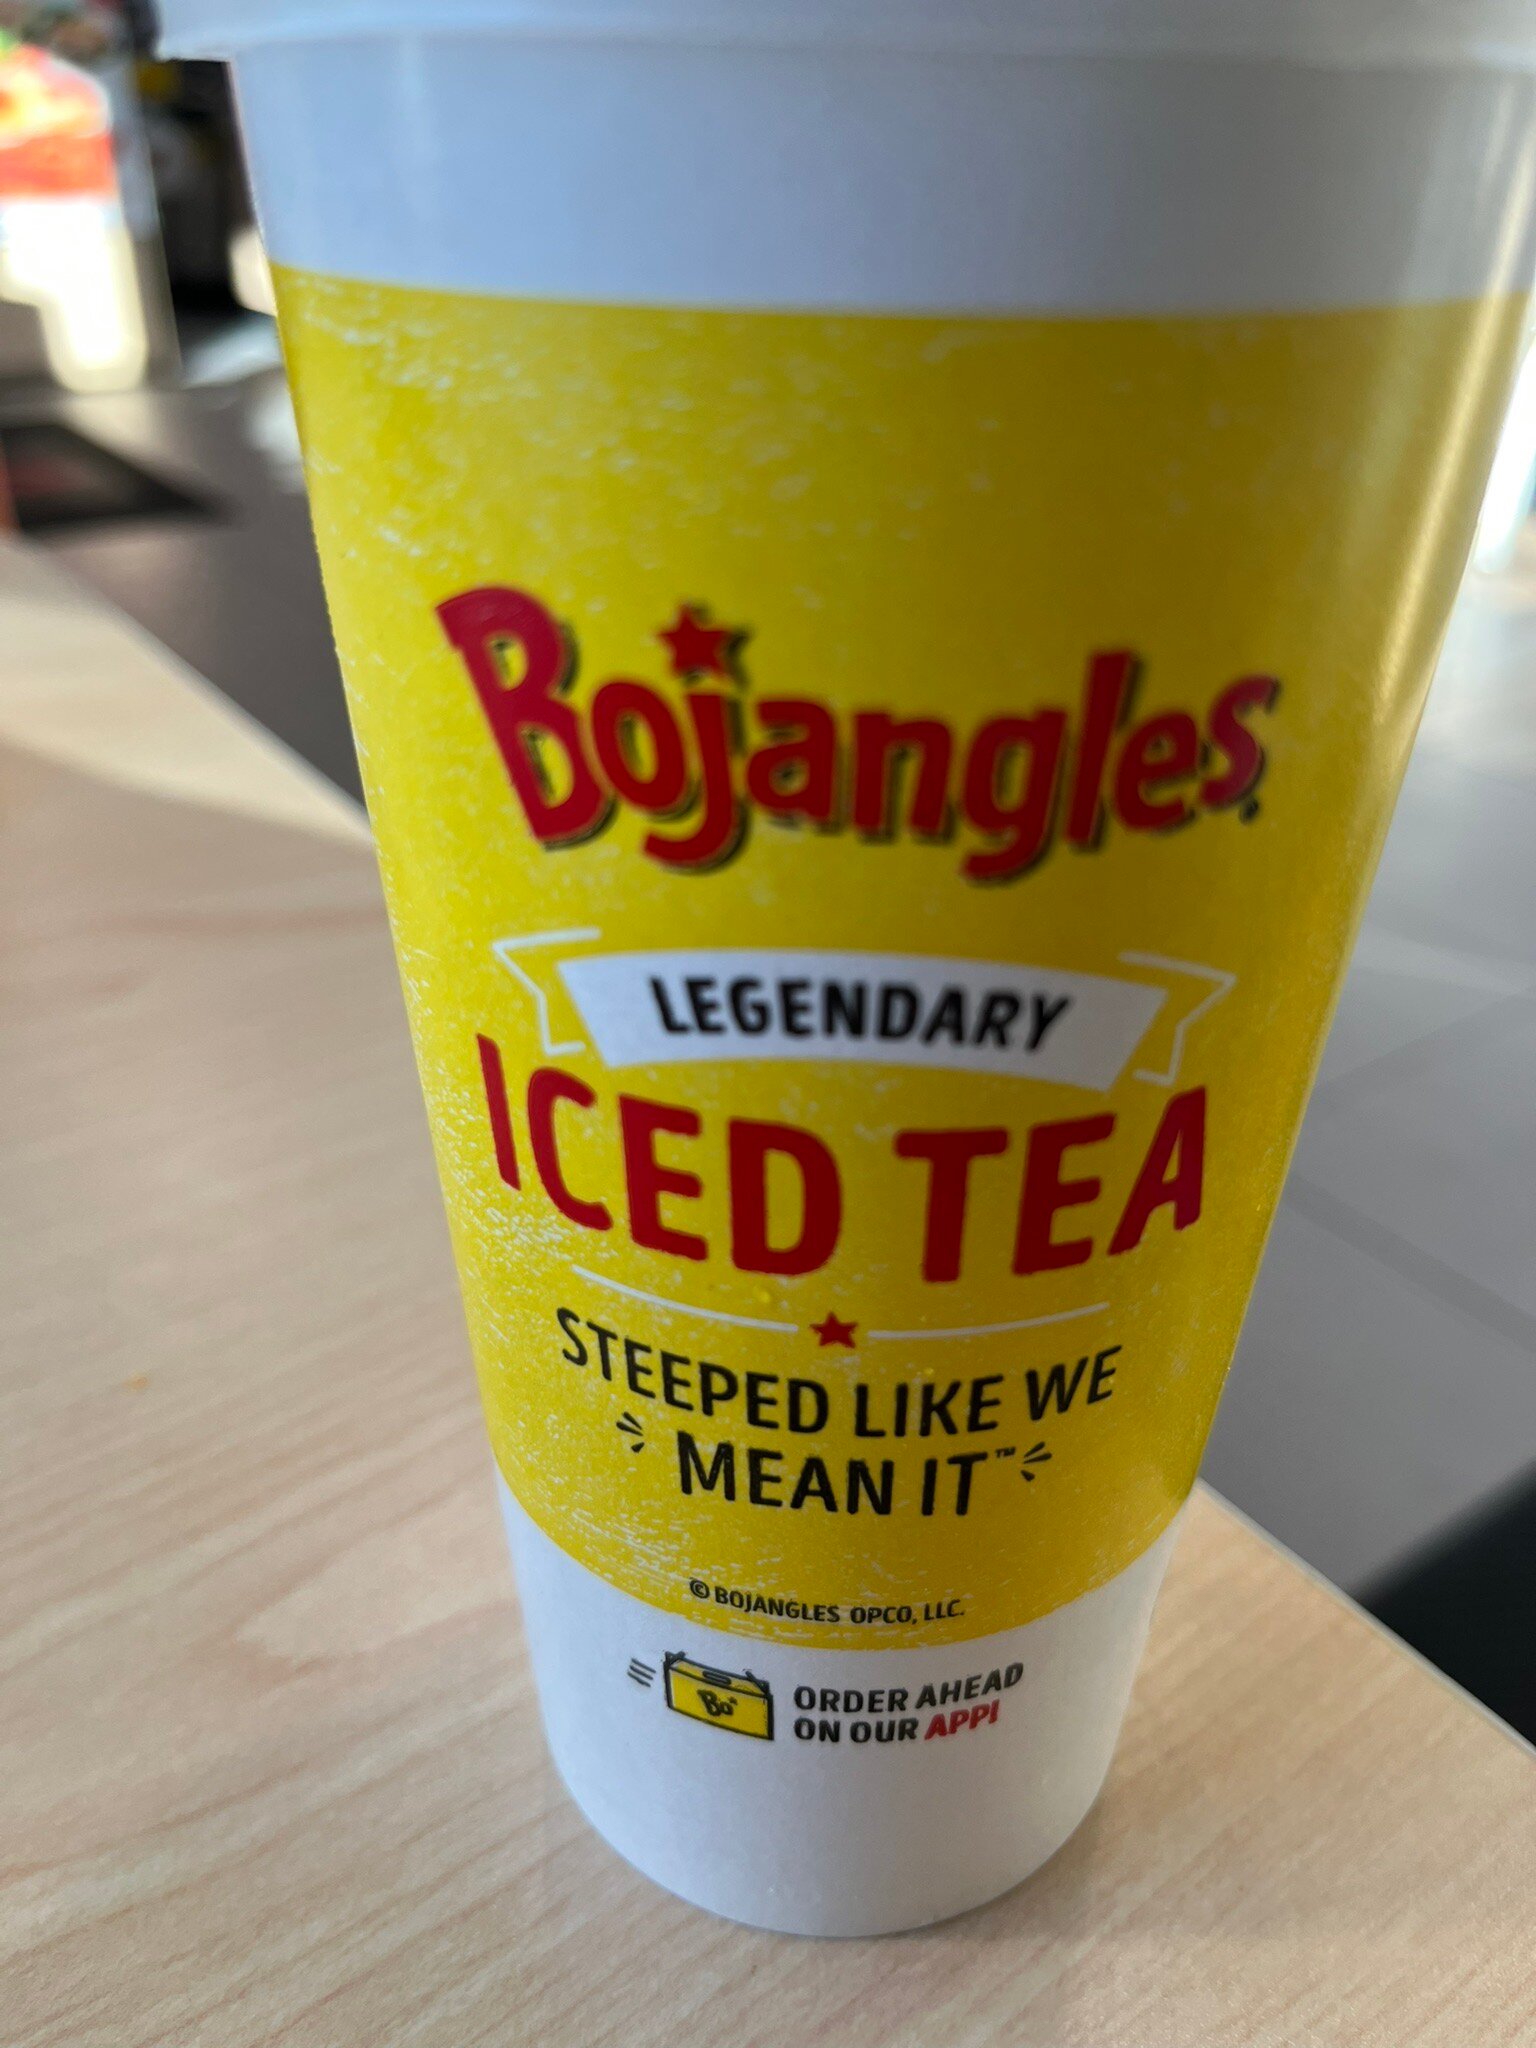 Bojangles
LEGENDARY
ICED TEA
STEEPED LIKE WE
MEAN IT™
© BOJANGLES OPCO, LLC.
Bo'
ORDER AHEAD
ON OUR APP!